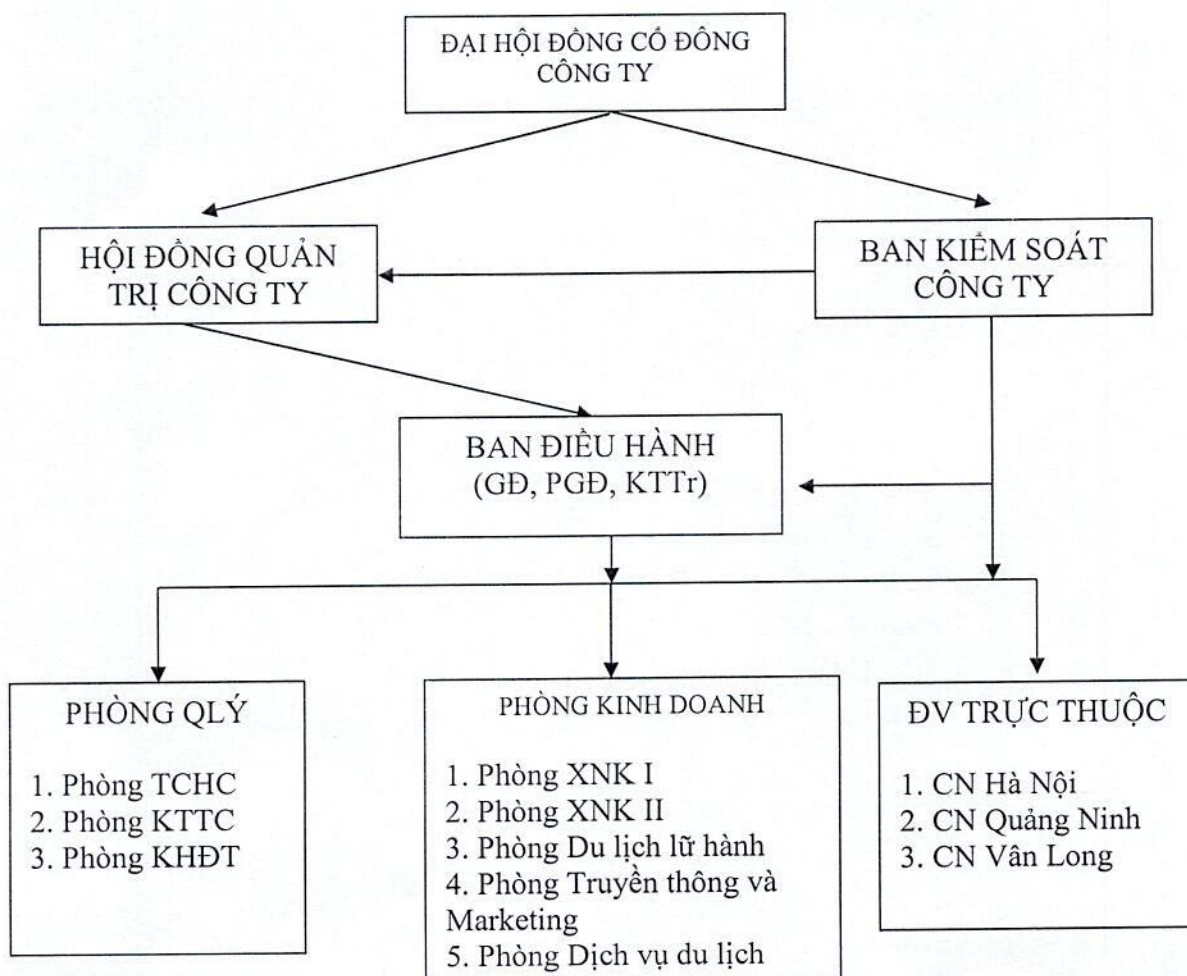 ĐẠI HỘI ĐỒNG CỔ ĐÔNG
CÔNG TY
HỘI ĐỒNG QUẢN
TRỊ CÔNG TY
BAN KIỂM SOÁT
CÔNG TY
BAN ĐIỀU HÀNH
(GĐ, PGĐ, KTTr)
PHÒNG QLÝ
1. Phòng TCHC
2. Phòng KTTC
3. Phòng KHĐT
PHÒNG KINH DOANH
1. Phòng XNK I
2. Phòng XNK II
3. Phòng Du lịch lữ hành
4. Phòng Truyền thông và
Marketing
5. Phòng Dịch vụ du lịch
ĐV TRỰC THUỘC
1. CN Hà Nội
2. CN Quảng Ninh
3. CN Vân Long